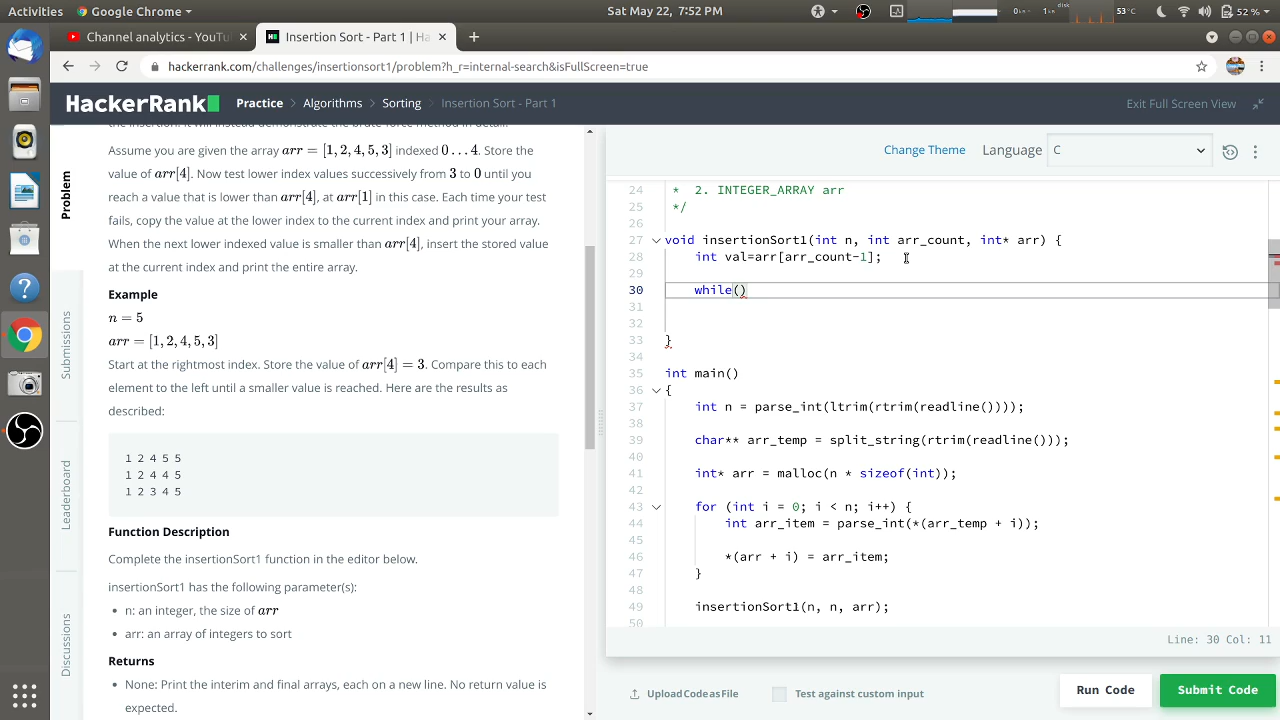 Activities Google Chrome Sat May 22, 7:52 PM 53°C 52 %
Channel analytics - YouTu Insertion Sort - Part 1 | Ha
hackerrank.com/challenges/insertionsort1/problem?h_r=internal-search&isFullScreen=true
HackerRank Practice > Algorithms > Sorting > Insertion Sort - Part 1 Exit Full Screen View
Problem
Submissions
Leaderboard
Discussions
the insertion. It will instead demonstrate the brute force method in detail.
Assume you are given the array arr = [1, 2, 4, 5, 3] indexed 0 . . . 4. Store the
value of arr[4]. Now test lower index values successively from 3 to 0 until you
reach a value that is lower than arr[4], at arr[1] in this case. Each time your test
fails, copy the value at the lower index to the current index and print your array.
When the next lower indexed value is smaller than arr[4], insert the stored value
at the current index and print the entire array.
Example
n = 5
arr = [1, 2, 4, 5, 3]
Start at the rightmost index. Store the value of arr[4] = 3. Compare this to each
element to the left until a smaller value is reached. Here are the results as
described:
1 2 4 5 5
1 2 4 4 5
1 2 3 4 5
Function Description
Complete the insertionSort1 function in the editor below.
insertionSort1 has the following parameter(s):
• n: an integer, the size of arr
• arr: an array of integers to sort
Returns
• None: Print the interim and final arrays, each on a new line. No return value is
expected.
Change Theme Language C
24 * 2. INTEGER_ARRAY arr
25 */
26
27 void insertionSort1(int n, int arr_count, int* arr) {
28 int val=arr[arr_count-1];
29
30 while()
31
32
33 }
34
35 int main()
36 {
37 int n = parse_int(ltrim(rtrim(readline())));
38
39 char** arr_temp = split_string(rtrim(readline()));
40
41 int* arr = malloc(n * sizeof(int));
42
43 for (int i = 0; i < n; i++) {
44 int arr_item = parse_int(*(arr_temp + i));
45
46 *(arr + i) = arr_item;
47 }
48
49 insertionSort1(n, n, arr);
50
Line: 30 Col: 11
Upload Code as File Test against custom input Run Code Submit Code